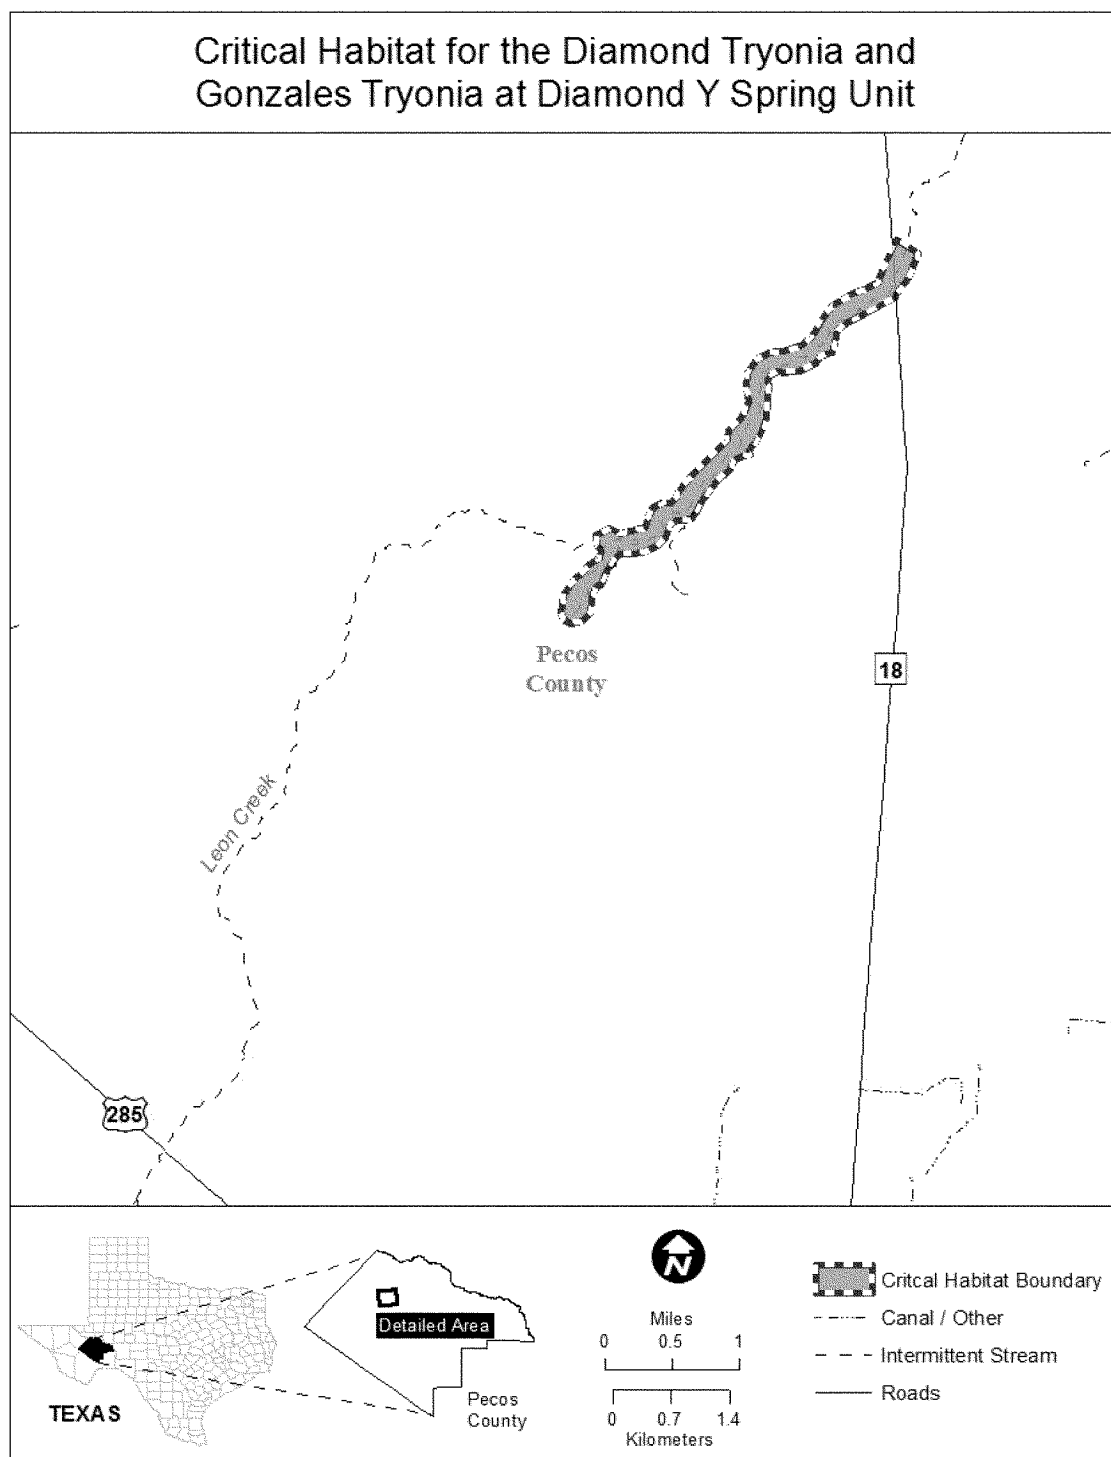 Critical Habitat for the Diamond Tryonia and
Gonzales Tryonia at Diamond Y Spring Unit
Pecos
County
18
Leon Creek
285
TEXAS
Detailed Area
Pecos
County
N
Miles
0 0.5 1
0 0.7 1.4
Kilometers
Critcal Habitat Boundary
Canal / Other
Intermittent Stream
Roads